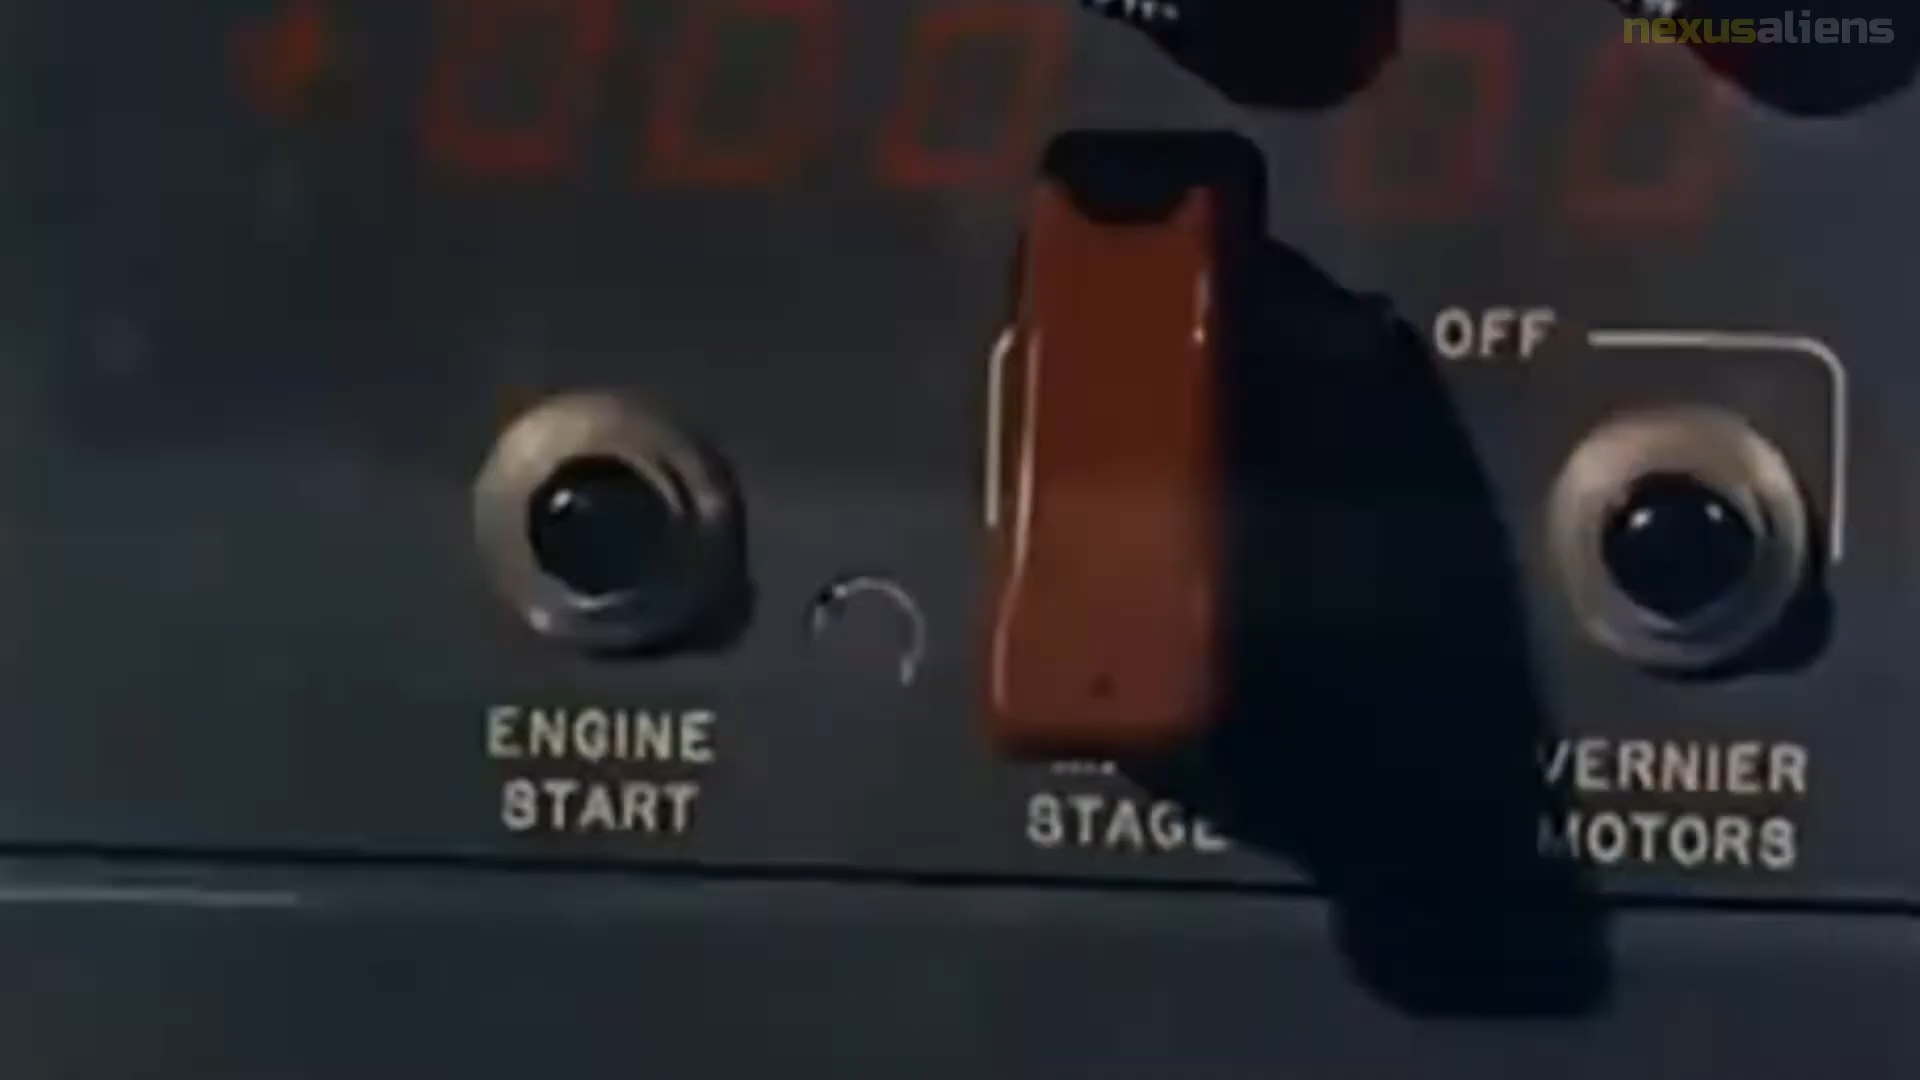 nexusaliens
OFF
ENGINE
START
STAGE
VERNIER
MOTORS